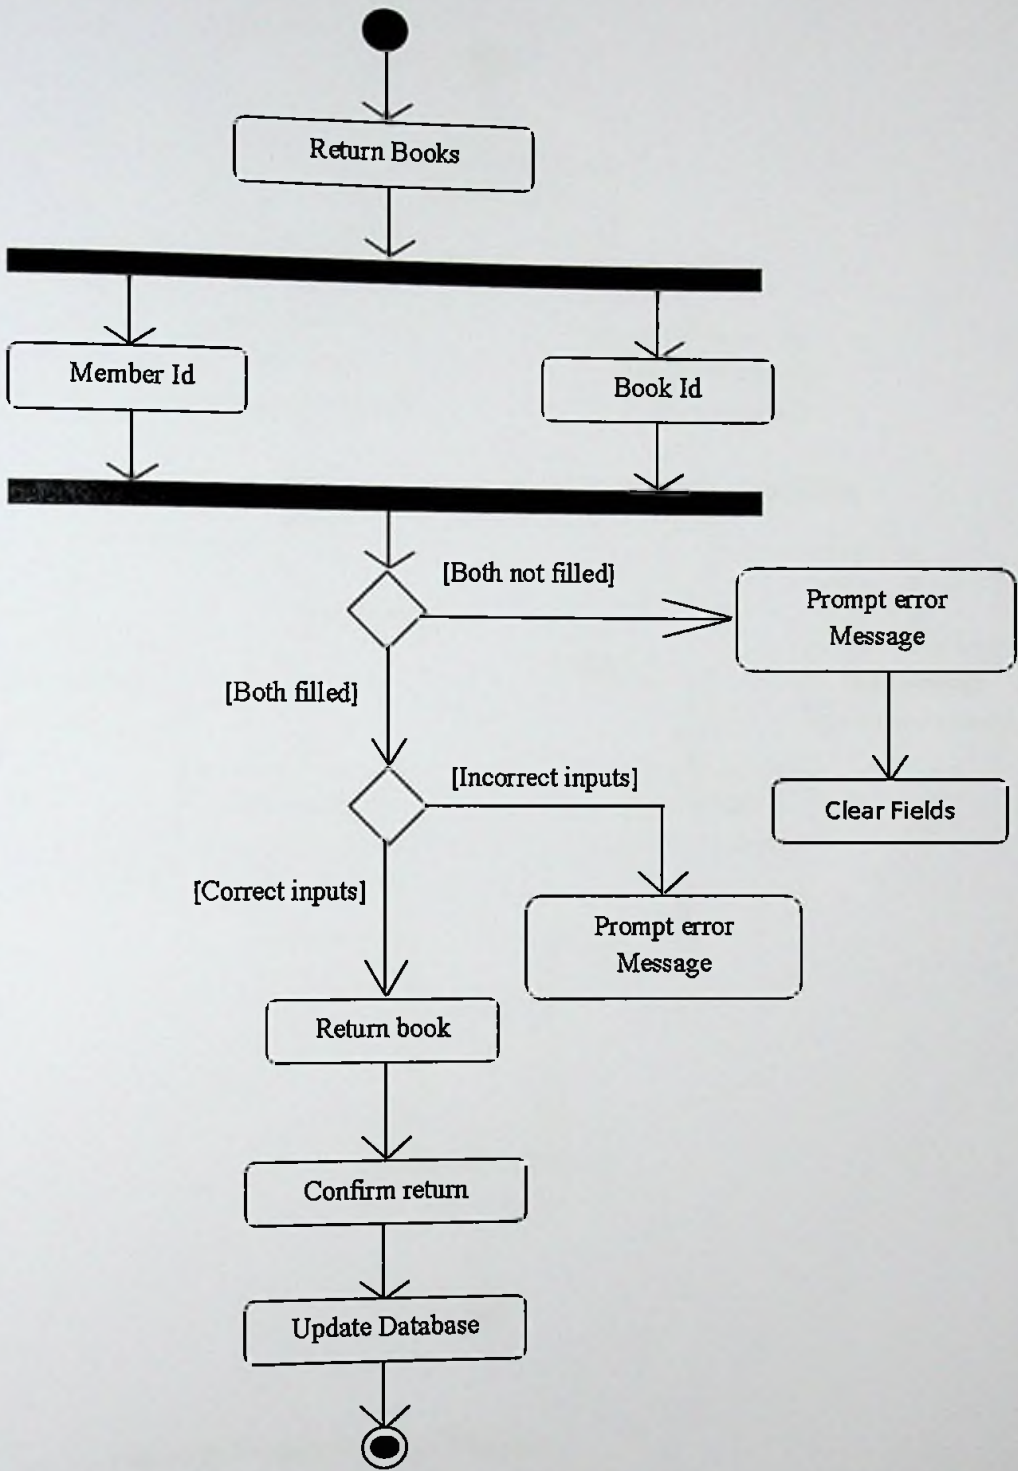 Return Books
Member Id
Book Id
[Both not filled]
Prompt error
Message
[Both filled]
[Incorrect inputs]
Clear Fields
[Correct inputs]
Prompt error
Message
Return book
Confirm return
Update Database